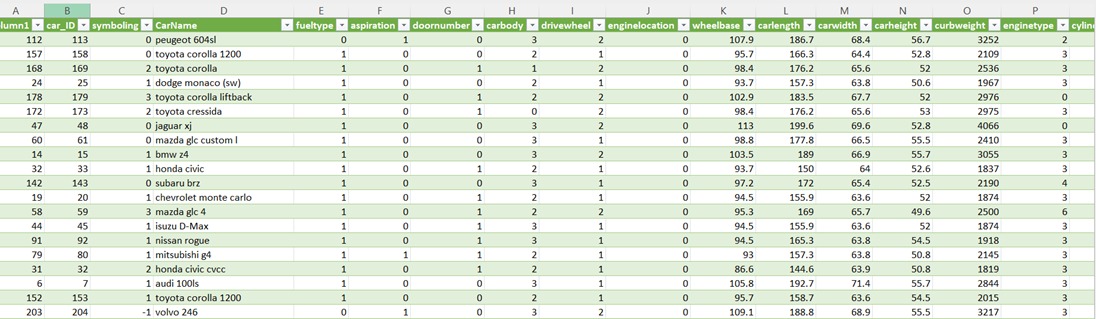 A B C D E F G H I J K L M N O P
lumn1 car_ID symboling CarName fueltype aspiration doornumber carbody drivewheel enginelocation wheelbase carlength carwidth carheight curbweight enginetype cylin
112 113 0 peugeot 604sl 0 1 0 3 2 0 107.9 186.7 68.4 56.7 3252 2
157 158 0 toyota corolla 1200 1 0 0 2 1 0 95.7 166.3 64.4 52.8 2109 3
168 169 2 toyota corolla 1 0 1 1 2 0 98.4 176.2 65.6 52 2536 3
24 25 1 dodge monaco (sw) 1 0 0 2 1 0 93.7 157.3 63.8 50.6 1967 3
178 179 3 toyota corolla liftback 1 0 1 2 2 0 102.9 183.5 67.7 52 2976 0
172 173 2 toyota cressida 1 0 1 0 2 0 98.4 176.2 65.6 53 2975 3
47 48 0 jaguar xj 1 0 0 3 2 0 113 199.6 69.6 52.8 4066 0
60 61 0 mazda glc custom l 1 0 0 3 1 0 98.8 177.8 66.5 55.5 2410 3
14 15 1 bmw z4 1 0 0 3 2 0 103.5 189 66.9 55.7 3055 3
32 33 1 honda civic 1 0 1 2 1 0 93.7 150 64 52.6 1837 3
142 143 0 subaru brz 1 0 0 3 1 0 97.2 172 65.4 52.5 2190 4
19 20 1 chevrolet monte carlo 1 0 1 2 1 0 94.5 155.9 63.6 52 1874 3
58 59 3 mazda glc 4 1 0 1 2 2 0 95.3 169 65.7 49.6 2500 6
44 45 1 isuzu D-Max 1 0 1 3 1 0 94.5 155.9 63.6 52 1874 3
91 92 1 nissan rogue 1 0 1 3 1 0 94.5 165.3 63.8 54.5 1918 3
79 80 1 mitsubishi g4 1 1 1 2 1 0 93 157.3 63.8 50.8 2145 3
31 32 2 honda civic cvcc 1 0 1 2 1 0 86.6 144.6 63.9 50.8 1819 3
6 7 1 audi 100ls 1 0 0 3 1 0 105.8 192.7 71.4 55.7 2844 3
152 153 1 toyota corolla 1200 1 0 0 2 1 0 95.7 158.7 63.6 54.5 2015 3
203 204 -1 volvo 246 0 1 0 3 2 0 109.1 188.8 68.9 55.5 3217 3